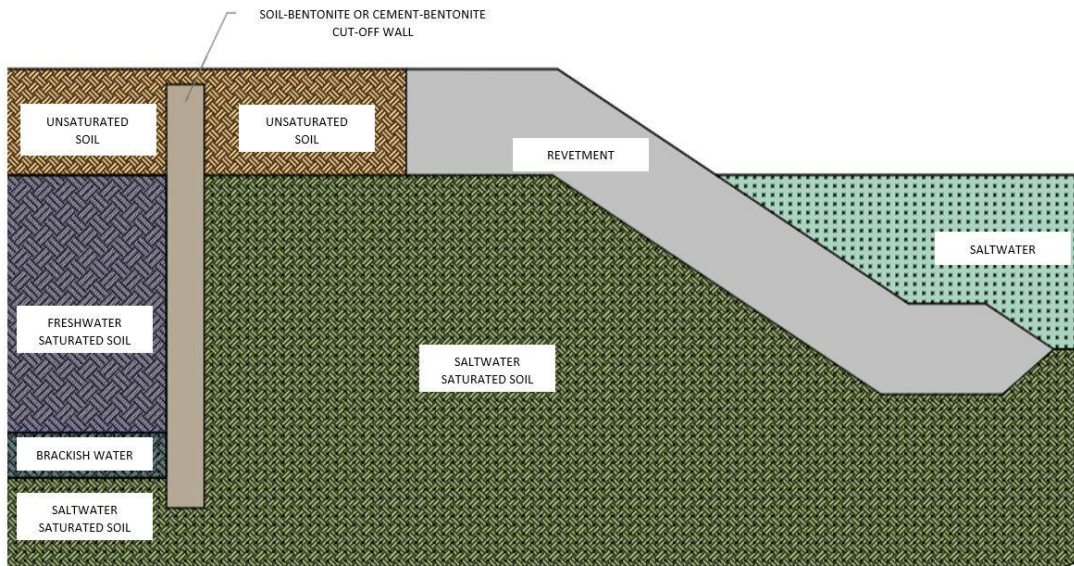 SOIL-BENTONITE OR CEMENT-BENTONITE
CUT-OFF WALL
UNSATURATED
SOIL
UNSATURATED
SOIL
REVETMENT
SALTWATER
FRESHWATER
SATURATED SOIL
SALTWATER
SATURATED SOIL
BRACKISH WATER
SALTWATER
SATURATED SOIL